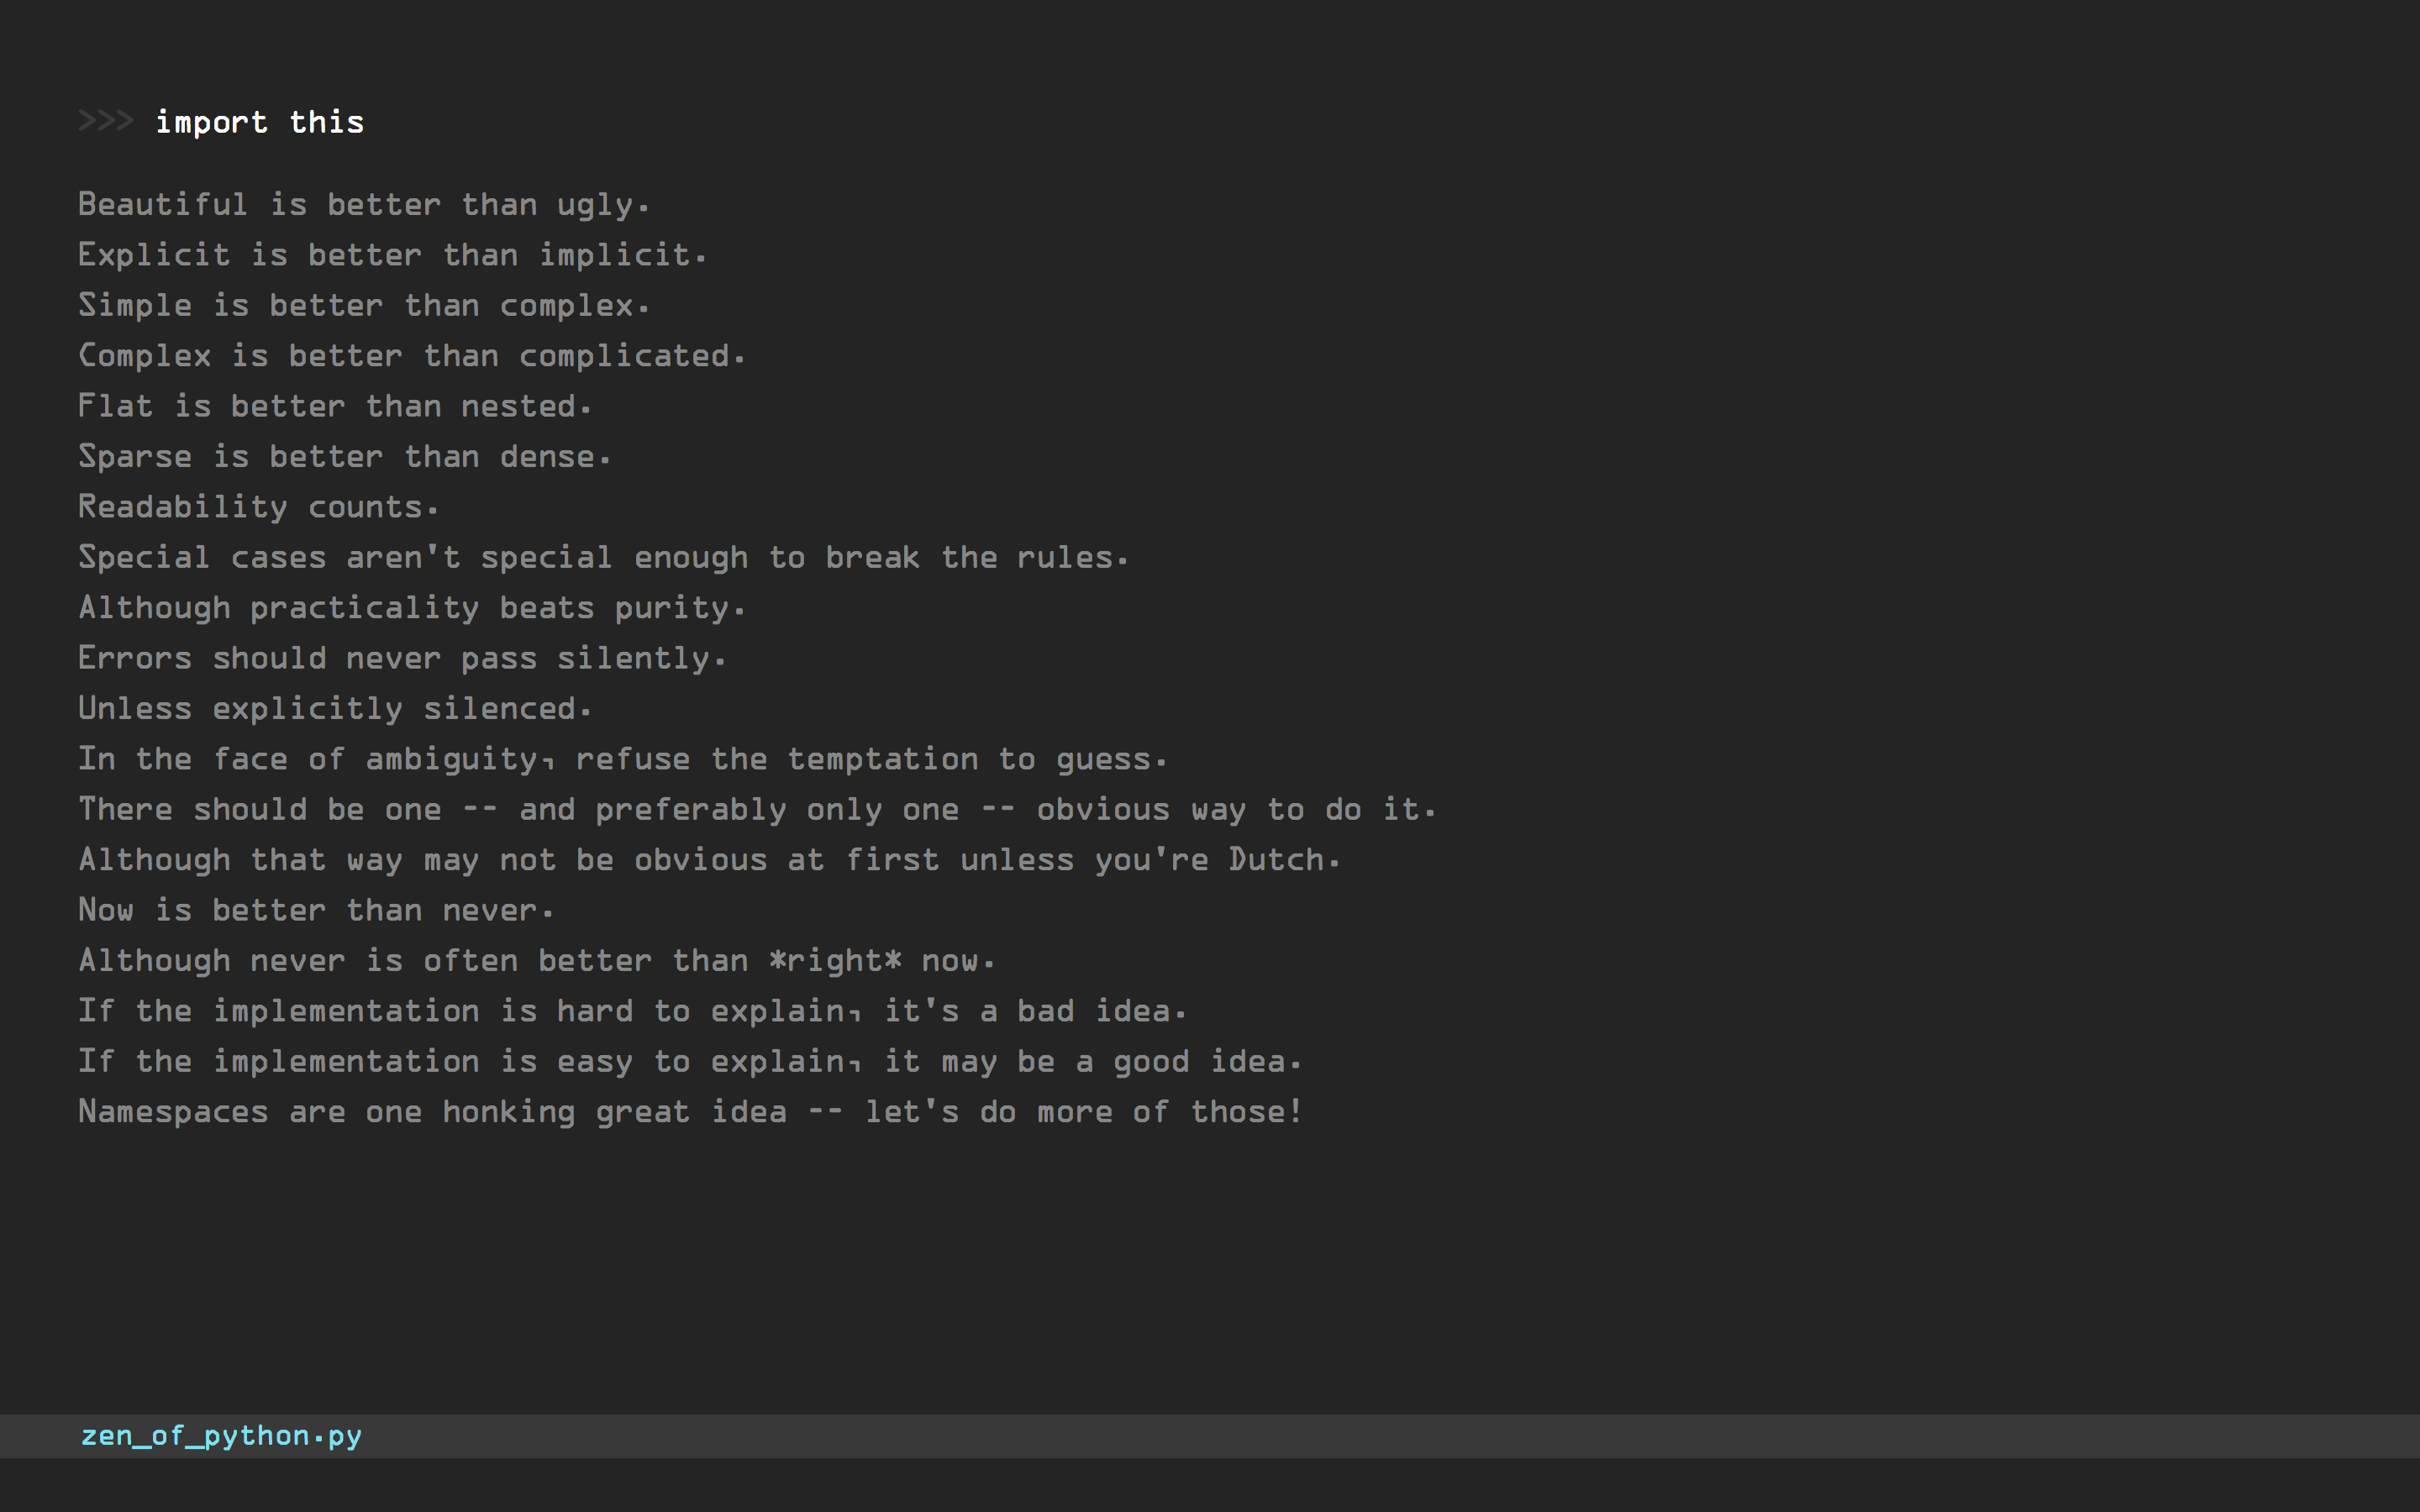 >>> import this
Beautiful is better than ugly.
Explicit is better than implicit.
Simple is better than complex.
Complex is better than complicated.
Flat is better than nested.
Sparse is better than dense.
Readability counts.
Special cases aren't special enough to break the rules.
Although practicality beats purity.
Errors should never pass silently.
Unless explicitly silenced.
In the face of ambiguity, refuse the temptation to guess.
There should be one -- and preferably only one -- obvious way to do it.
Although that way may not be obvious at first unless you're Dutch.
Now is better than never.
Although never is often better than *right* now.
If the implementation is hard to explain, it's a bad idea.
If the implementation is easy to explain, it may be a good idea.
Namespaces are one honking great idea -- let's do more of those!
zen_of_python.py